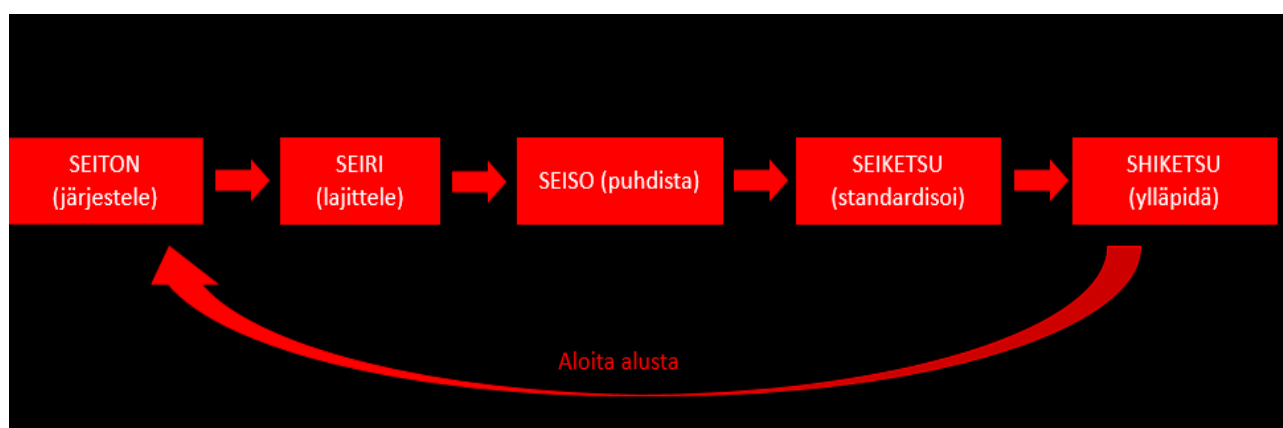 SEITON
(järjestele)
SEIRI
(lajittele)
SEISO (puhdista)
SEIKETSU
(standardisoi)
SHIKETSU
(ylläpidä)
Aloita alusta